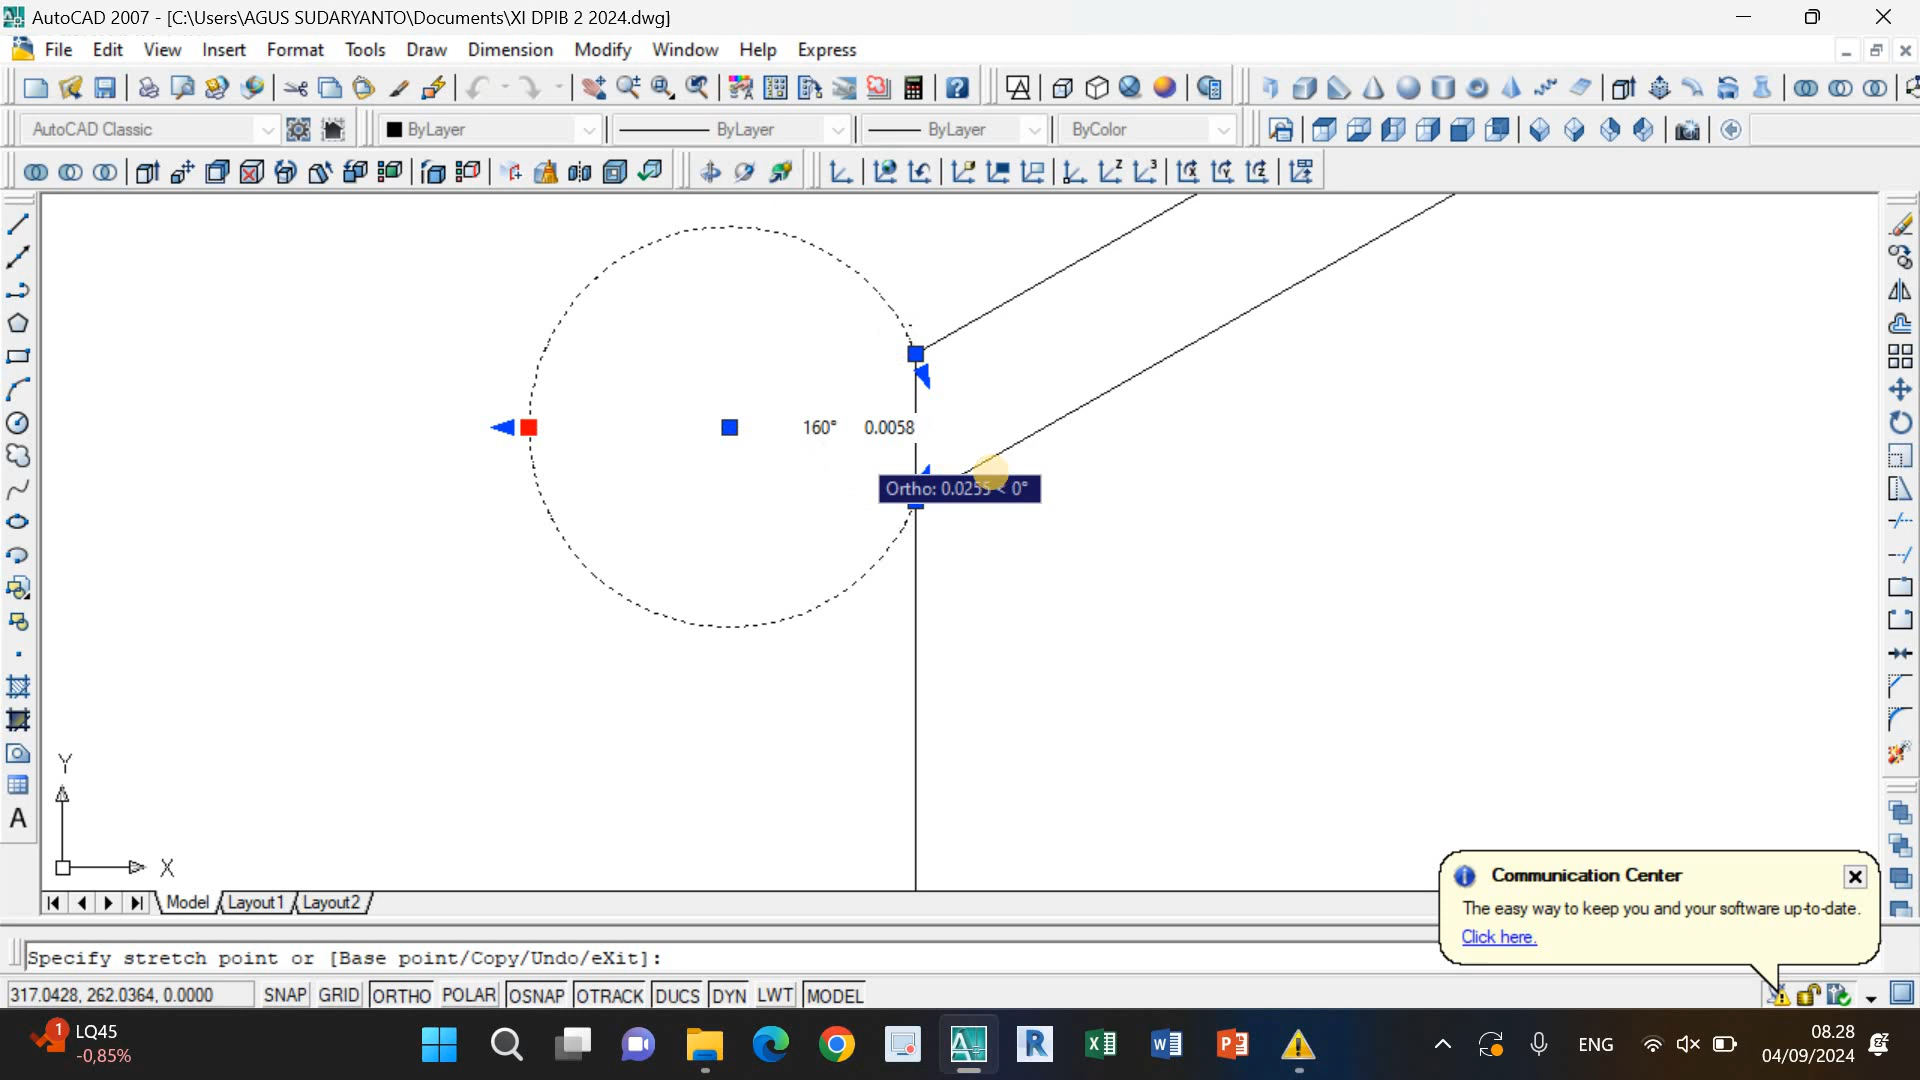 AutoCAD 2007 - [C:\Users\AGUS SUDARYANTO\Documents\XI DPIB 2 2024.dwg]
File Edit View Insert Format Tools Draw Dimension Modify Window Help Express
AutoCAD Classic ByLayer ByLayer ByLayer ByColor
160° 0.0058
Ortho: 0.0255 < 0°
Y
X
Model Layout1 Layout2
Communication Center
The easy way to keep you and your software up-to-date.
Click here.
Specify stretch point or [Base point/Copy/Undo/eXit]:
317.0428, 262.0364, 0.0000 SNAP GRID ORTHO POLAR OSNAP OTRACK DUCS DYN LWT MODEL
1 LQ45
-0,85%
ENG
08.28
04/09/2024